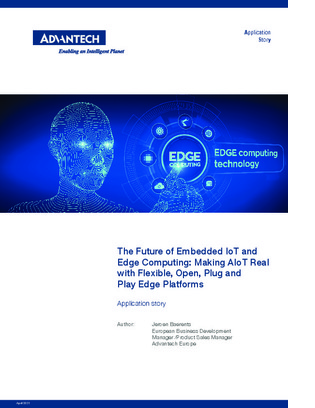 ADVANTECH
Enabling an Intelligent Planet
Application
Story
EDGE
COMPUTING
EDGE computing
technology
The Future of Embedded IoT and
Edge Computing: Making AIoT Real
with Flexible, Open, Plug and
Play Edge Platforms
Application story
Author:
Jeroen
European Business Development
Manager /Product Sales Manager
Advantech Europe